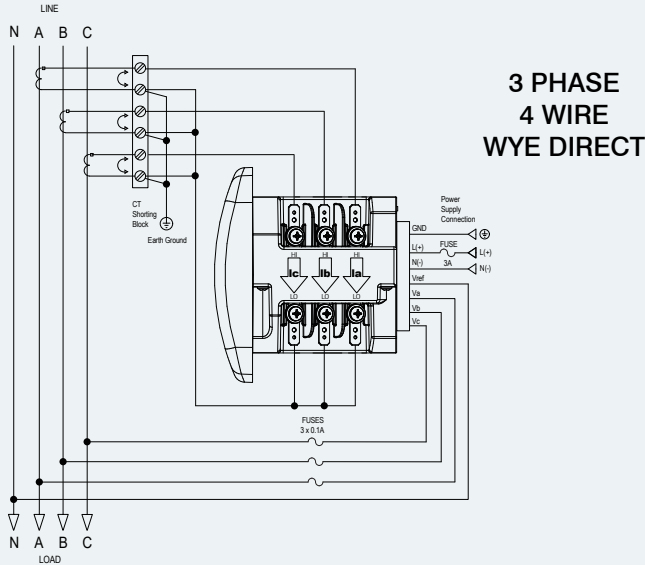 LINE
N A B C
3 PHASE
4 WIRE
WYE DIRECT
CT
Shorting
Block
Earth Ground
Power
Supply
Connection
GND
L(+)
FUSE
L(+)
N(-)
3A
N(-)
Vref
Va
Vb
Vc
HI HI HI
Ic Ib Ia
LO LO LO
FUSES
3 x 0.1A
N A B C
LOAD